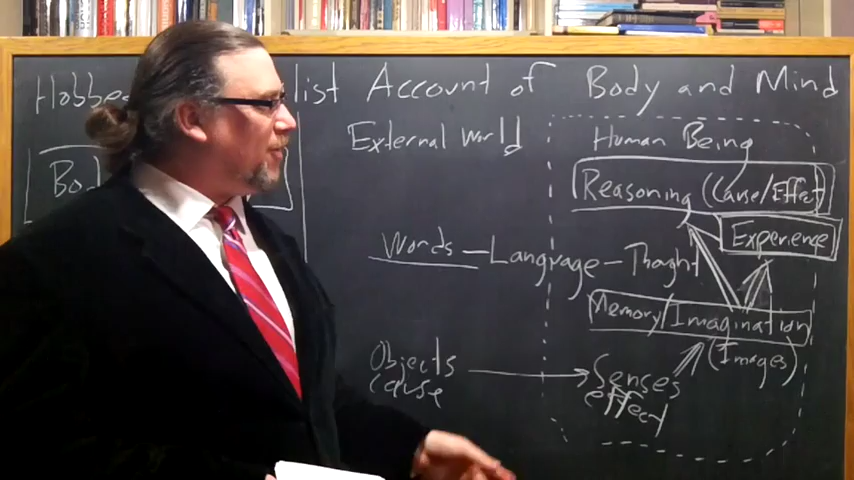 Hobbes list Account of Body and Mind
Bod
External World
Human Being
Reasoning (Cause/Effect)
Experience
Words - Language - Thought
Memory/Imagination
(Images)
Objects
cause
Senses
effect